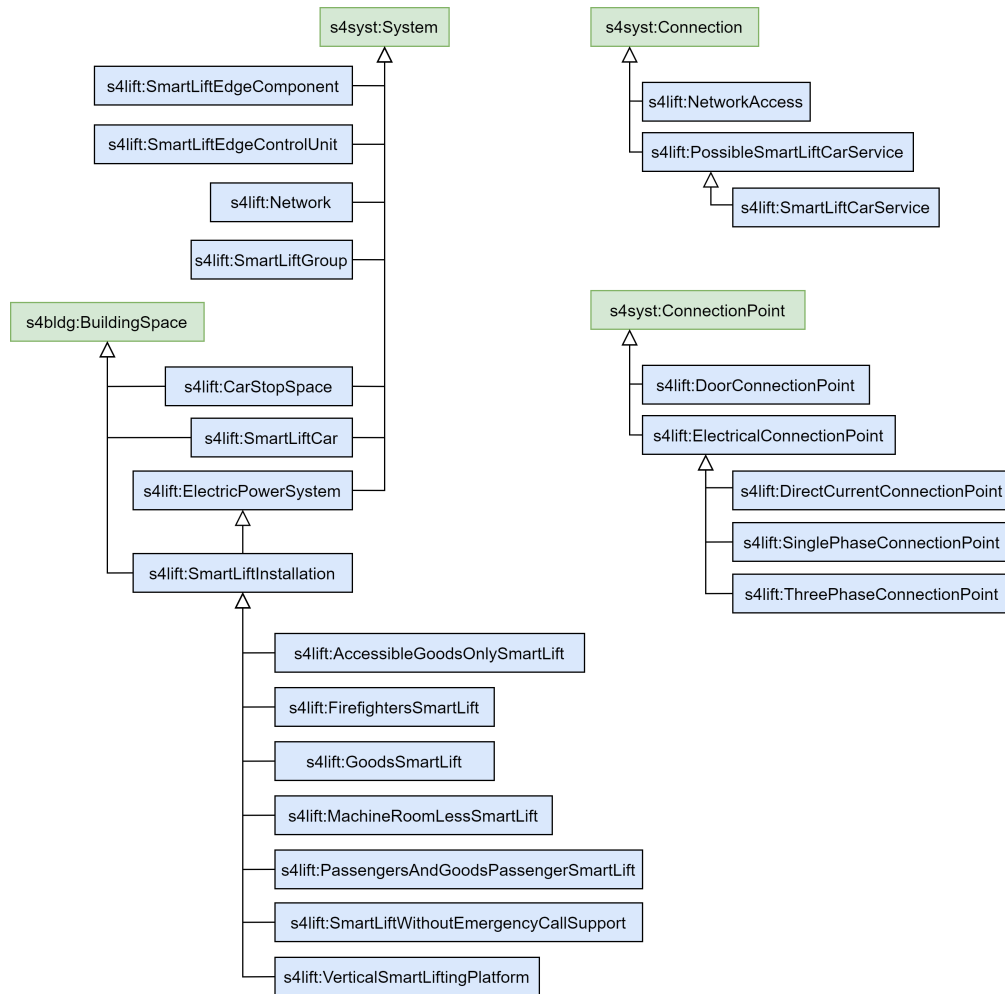 s4syst:System
s4lift:SmartLiftEdgeComponent
s4lift:SmartLiftEdgeControlUnit
s4lift:Network
s4lift:SmartLiftGroup
s4bldg:BuildingSpace
s4lift:CarStopSpace
s4lift:SmartLiftCar
s4lift:ElectricPowerSystem
s4lift:SmartLiftInstallation
s4lift:AccessibleGoodsOnlySmartLift
s4lift:FirefightersSmartLift
s4lift:GoodsSmartLift
s4lift:MachineRoomLessSmartLift
s4lift:PassengersAndGoodsPassengerSmartLift
s4lift:SmartLiftWithoutEmergencyCallSupport
s4lift:VerticalSmartLiftingPlatform
s4syst:Connection
s4lift:NetworkAccess
s4lift:PossibleSmartLiftCarService
s4lift:SmartLiftCarService
s4syst:ConnectionPoint
s4lift:DoorConnectionPoint
s4lift:ElectricalConnectionPoint
s4lift:DirectCurrentConnectionPoint
s4lift:SinglePhaseConnectionPoint
s4lift:ThreePhaseConnectionPoint